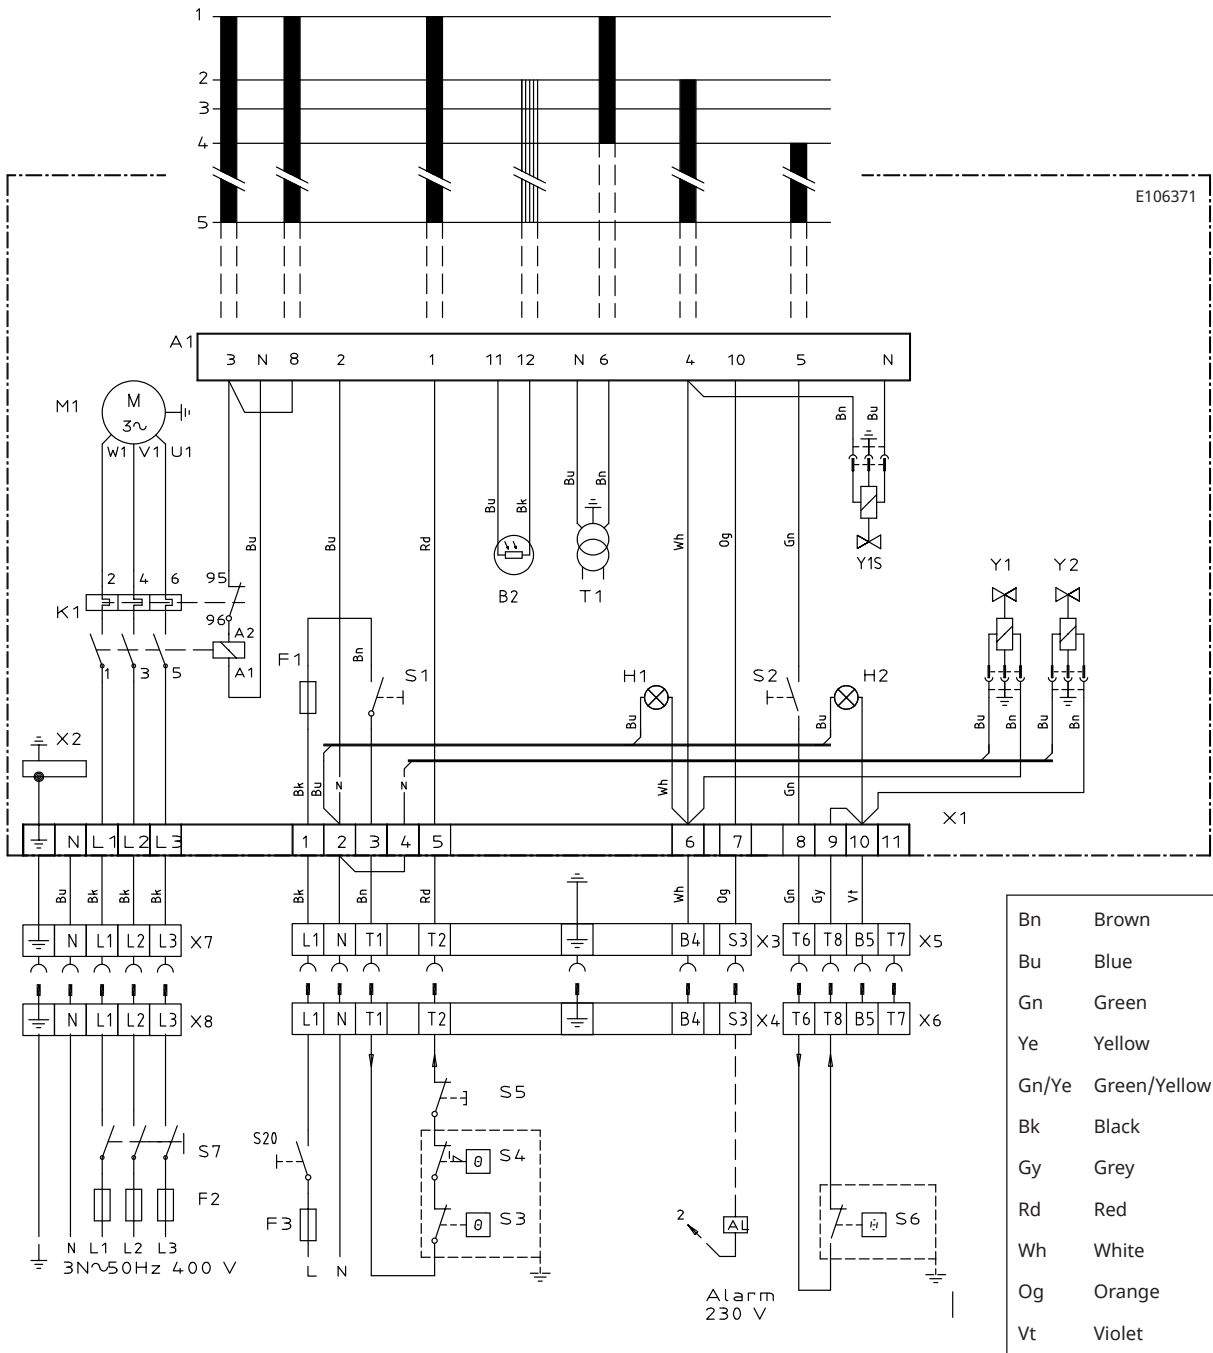 1
2
3
4
5
E106371
A1
3 N 8 2 1 11 12 N 6 4 10 5 N
M1
M
3~
W1 V1 U1
Bn Bu
Bu Bk Bu Bn
Bu Bu Rd Wh Og Gn
Y1S
B2 T1
Y1 Y2
2 4 6 95
K1
96
A2
A1
1 3 5
F1
Bn
S1
H1
S2
H2
Bu Bu Bu Bn Bu Bn
X2
Bk Bu N N Wh Gn
X1
N L1 L2 L3 1 2 3 4 5 6 7 8 9 10 11
Bu Bk Bk Bk Bk Bn Rd Wh Og Gn Gy Vt
N L1 L2 L3 X7 L1 N T1 T2 B4 S3 X3 T6 T8 B5 T7 X5
N L1 L2 L3 X8 L1 N T1 T2 B4 S3 X4 T6 T8 B5 T7 X6
S5
S20
S7
S4 θ
F2
F3
S3 θ
2
AL
S6
N L1 L2 L3
3N~50Hz 400 V
L N
Alarm
230 V
Bn Brown
Bu Blue
Gn Green
Ye Yellow
Gn/Ye Green/Yellow
Bk Black
Gy Grey
Rd Red
Wh White
Og Orange
Vt Violet